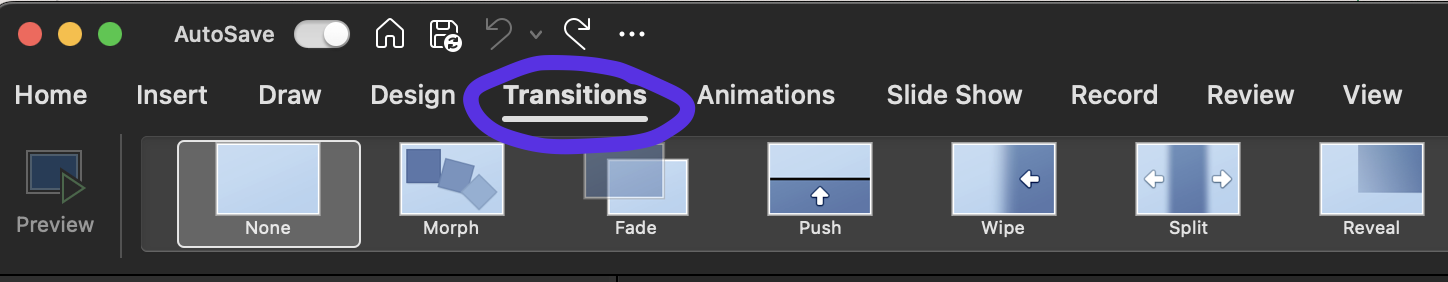 AutoSave
Home Insert Draw Design Transitions Animations Slide Show Record Review View
Preview None Morph Fade Push Wipe Split Reveal